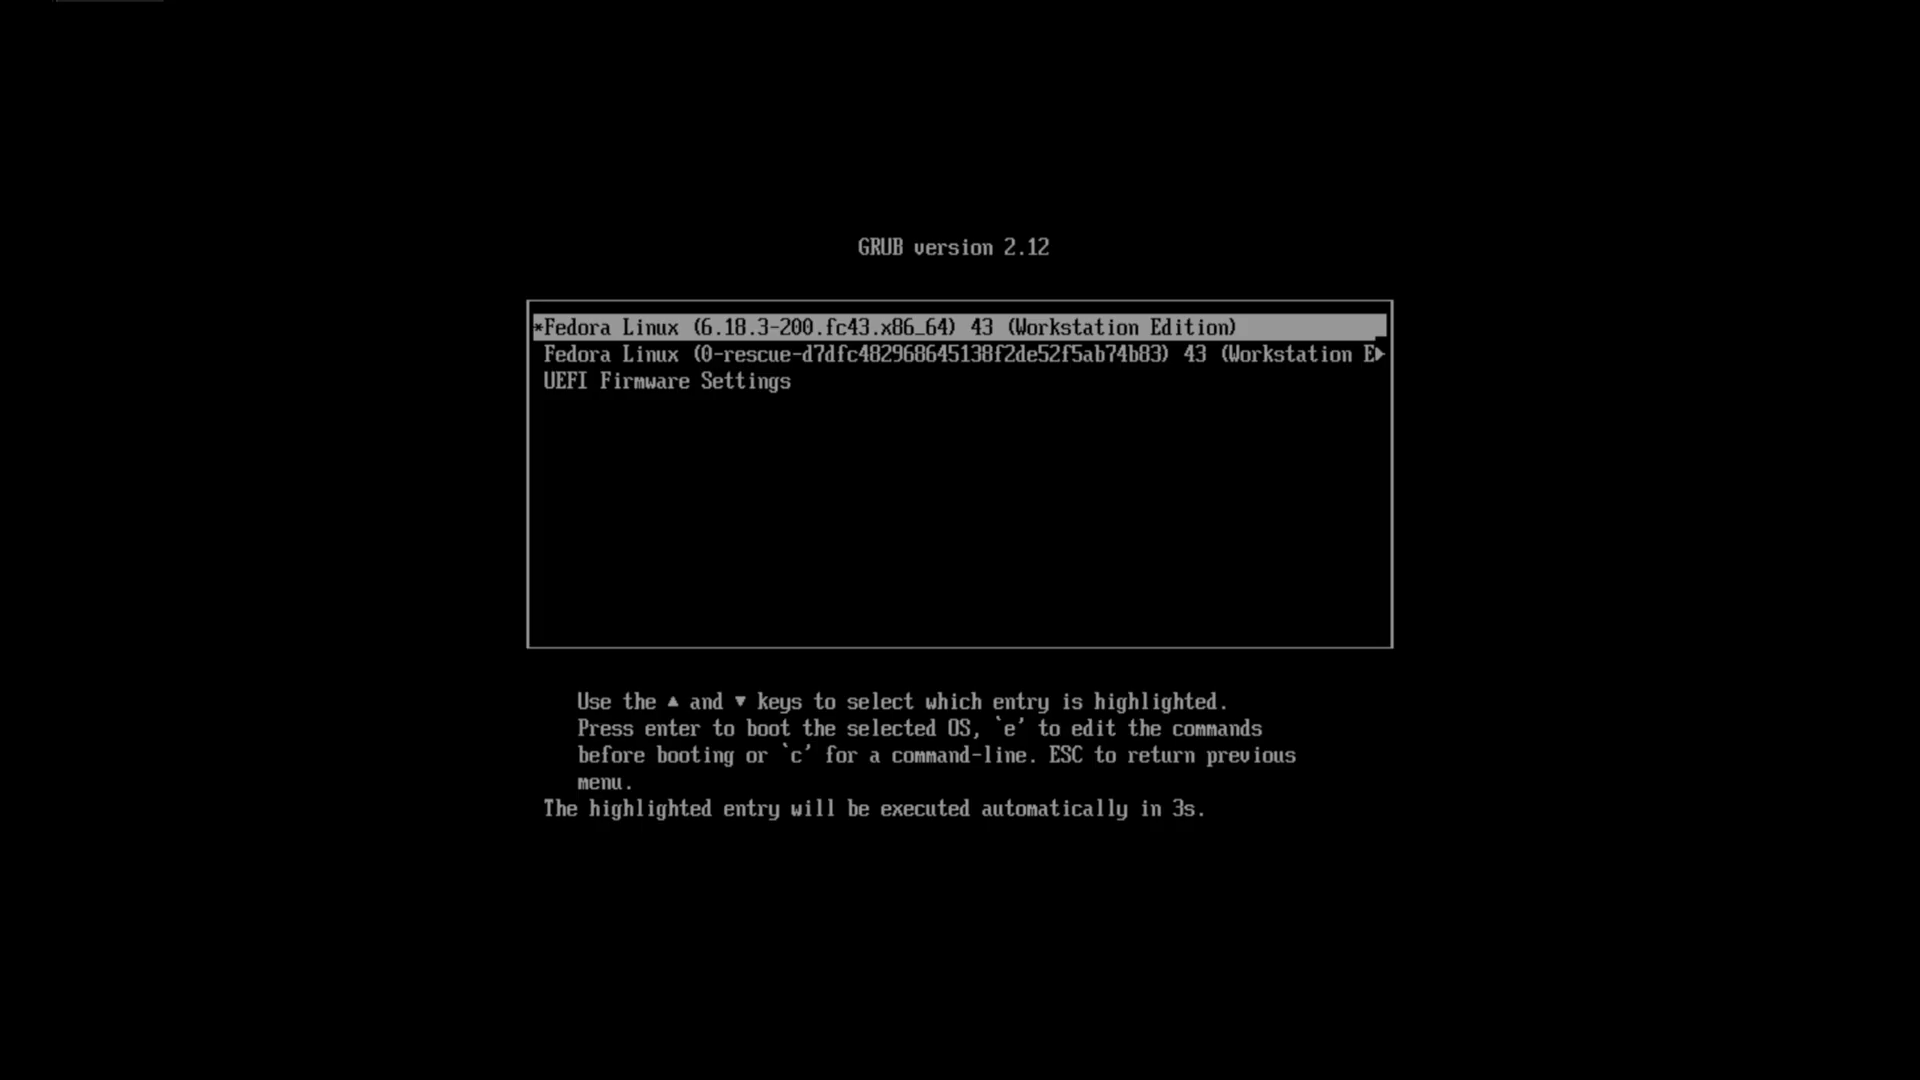 GRUB version 2.12
*Fedora Linux (6.18.3-200.fc43.x86_64) 43 (Workstation Edition)
Fedora Linux (0-rescue-d7dfc482968645138f2de52f5ab74b83) 43 (Workstation E▶
UEFI Firmware Settings
Use the ▲ and ▼ keys to select which entry is highlighted.
Press enter to boot the selected OS, `e' to edit the commands
before booting or `c' for a command-line. ESC to return previous
menu.
The highlighted entry will be executed automatically in 3s.